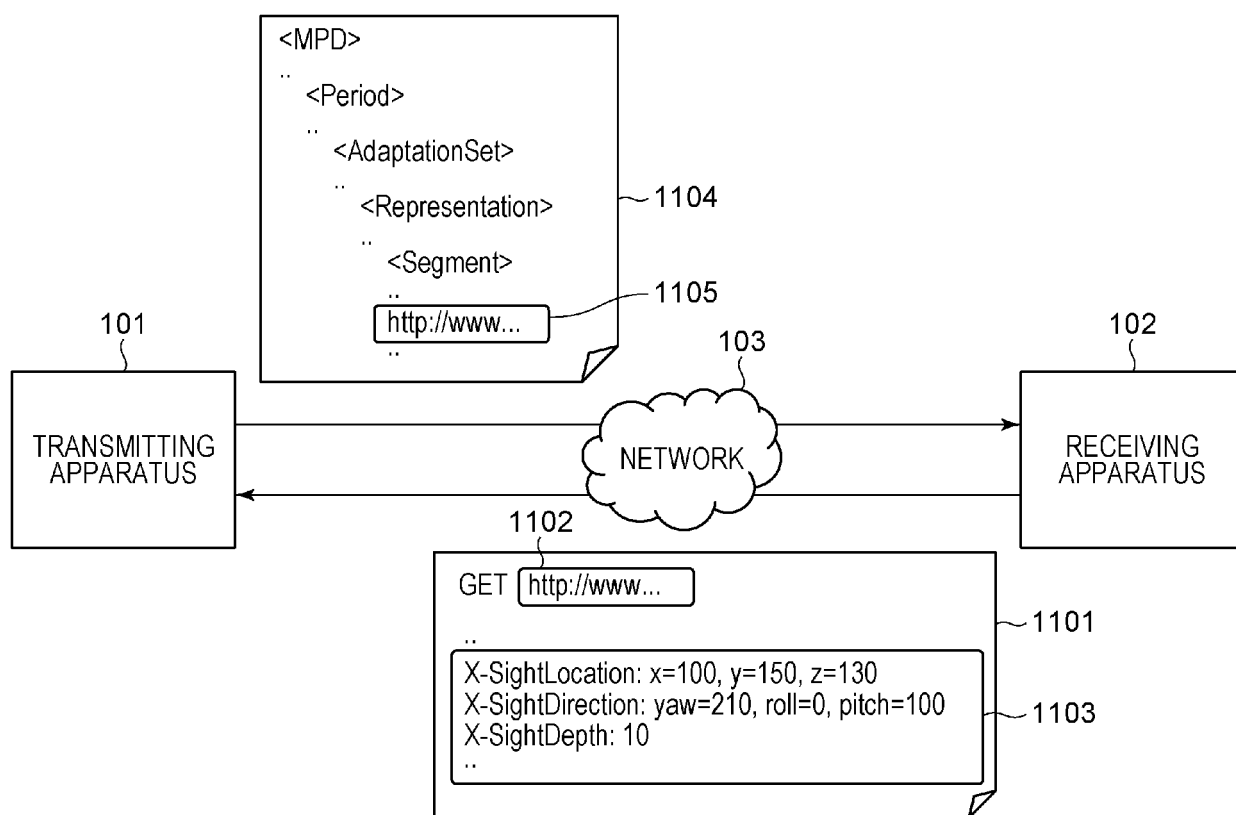 <MPD>
..
<Period>
..
<AdaptationSet>
..
<Representation>
..
<Segment>
..
http://www...
..
1104
1105
101
TRANSMITTING
APPARATUS
103
NETWORK
102
RECEIVING
APPARATUS
1102
GET http://www...
..
X-SightLocation: x=100, y=150, z=130
X-SightDirection: yaw=210, roll=0, pitch=100
X-SightDepth: 10
..
1101
1103